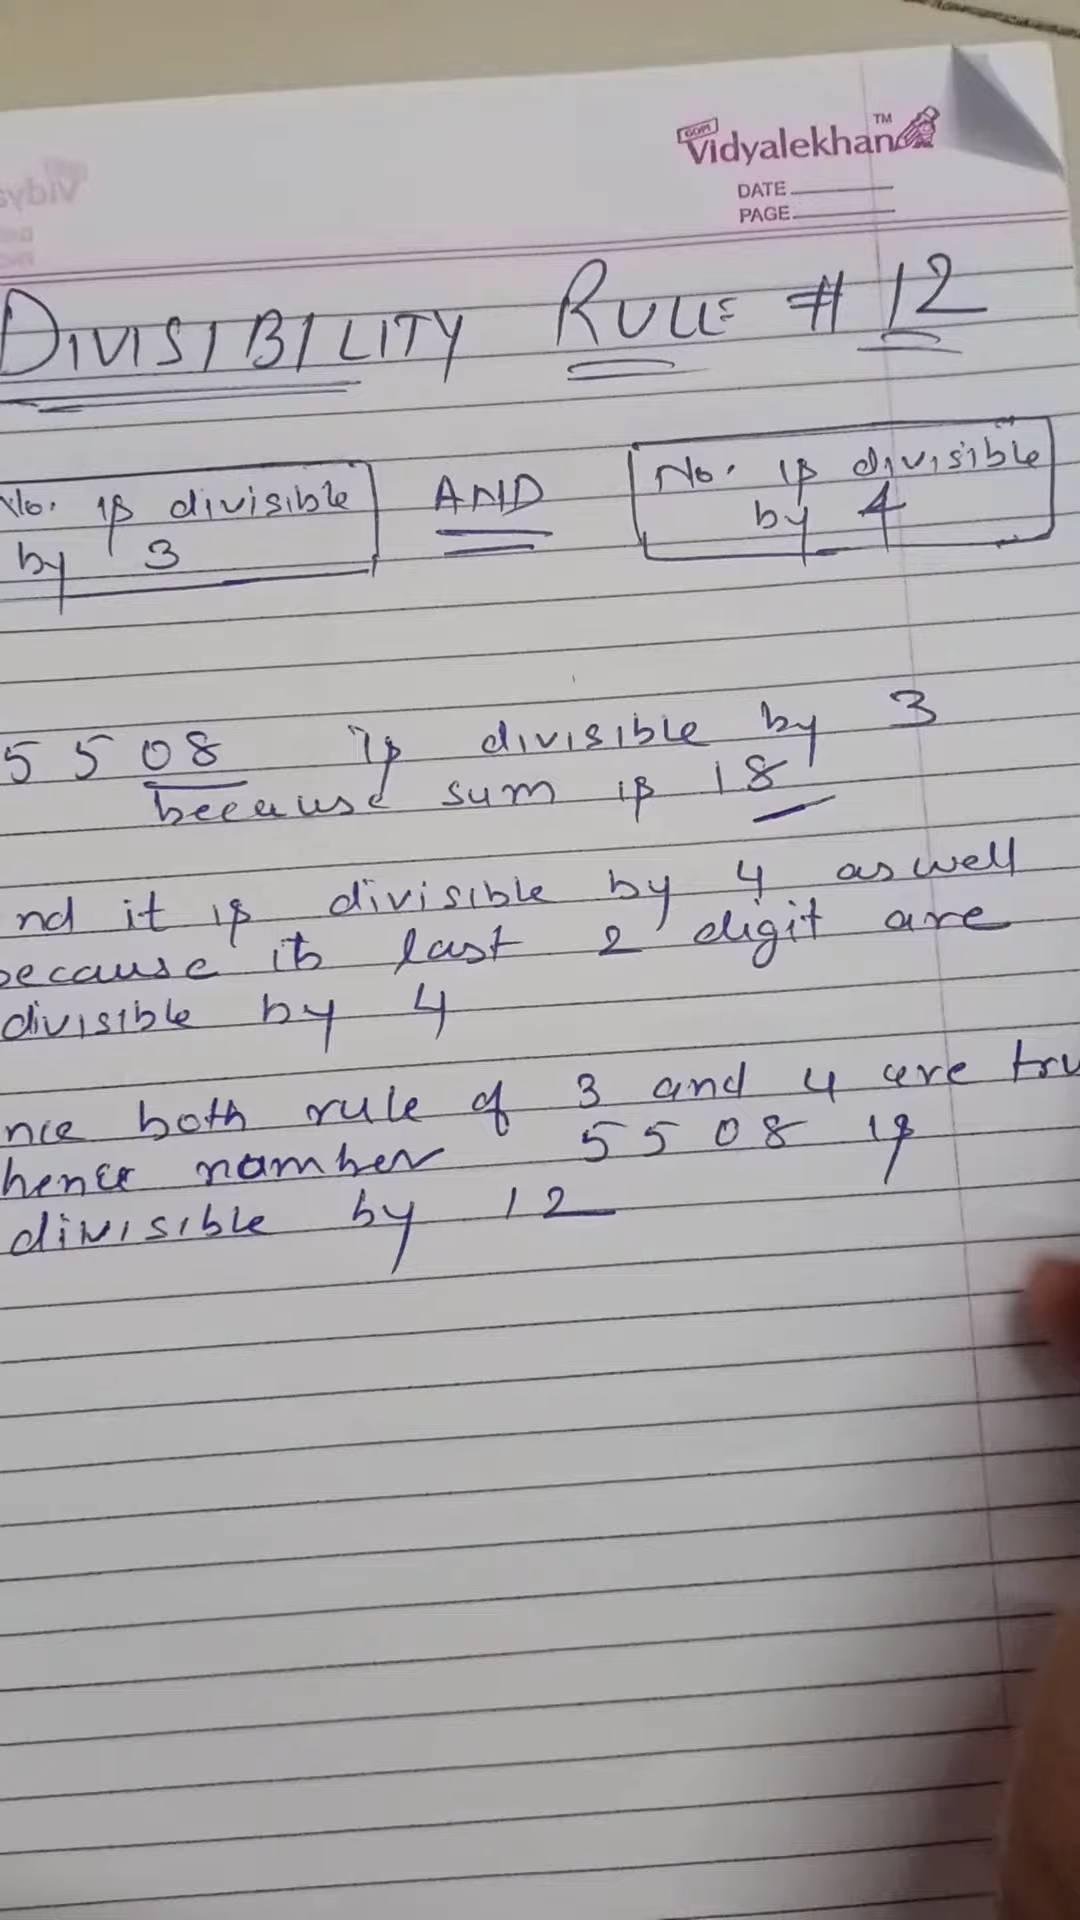 GOPI
Vidyalekhan™
DATE
PAGE
DIVISIBILITY RULE # 12
No. is divisible AND No. is divisible
by 3 by 4
5508 is divisible by 3
because sum is 18
nd it is divisible by 4 as well
because its last 2 digit are
divisible by 4
nce both rule of 3 and 4 are tru
hence number 5508 is
divisible by 12